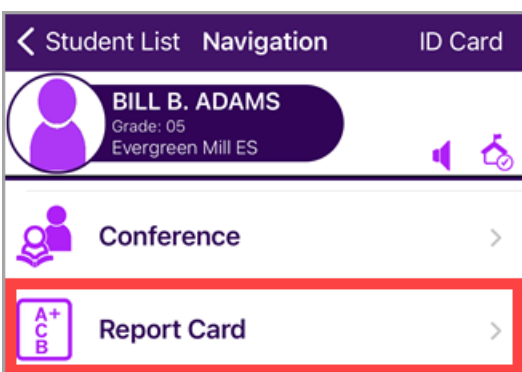 Student List Navigation ID Card
BILL B. ADAMS
Grade: 05
Evergreen Mill ES
Conference
A+
C
B
Report Card